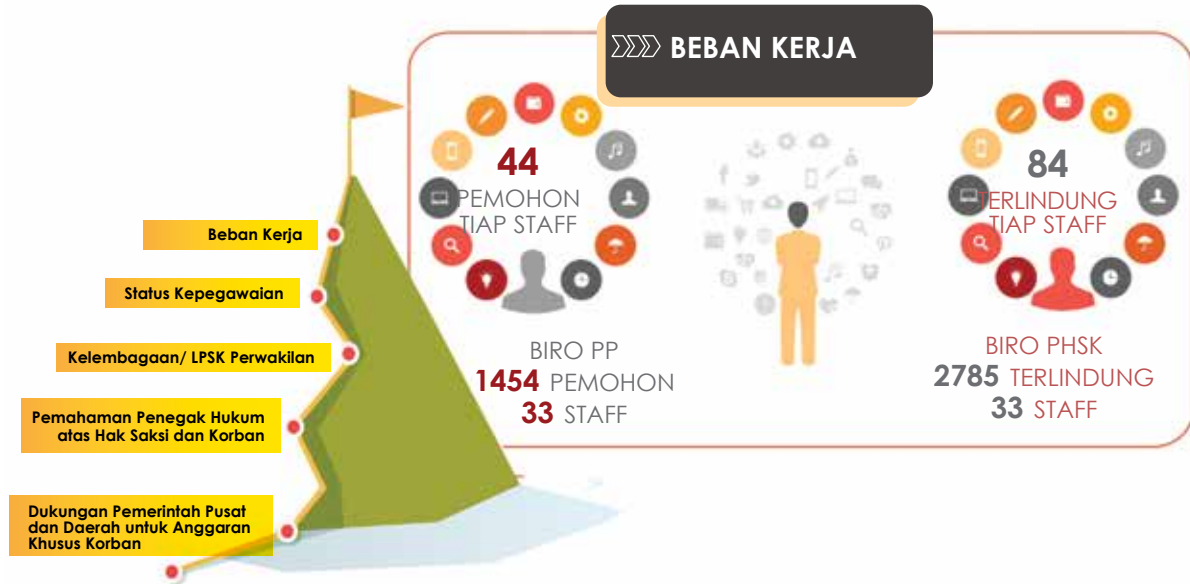 BEBAN KERJA
44
PEMOHON
TIAP STAFF
BIRO PP
1454 PEMOHON
33 STAFF
84
TERLINDUNG
TIAP STAFF
BIRO PHSK
2785 TERLINDUNG
33 STAFF
Beban Kerja
Status Kepegawaian
Kelembagaan/ LPSK Perwakilan
Pemahaman Penegak Hukum
atas Hak Saksi dan Korban
Dukungan Pemerintah Pusat
dan Daerah untuk Anggaran
Khusus Korban